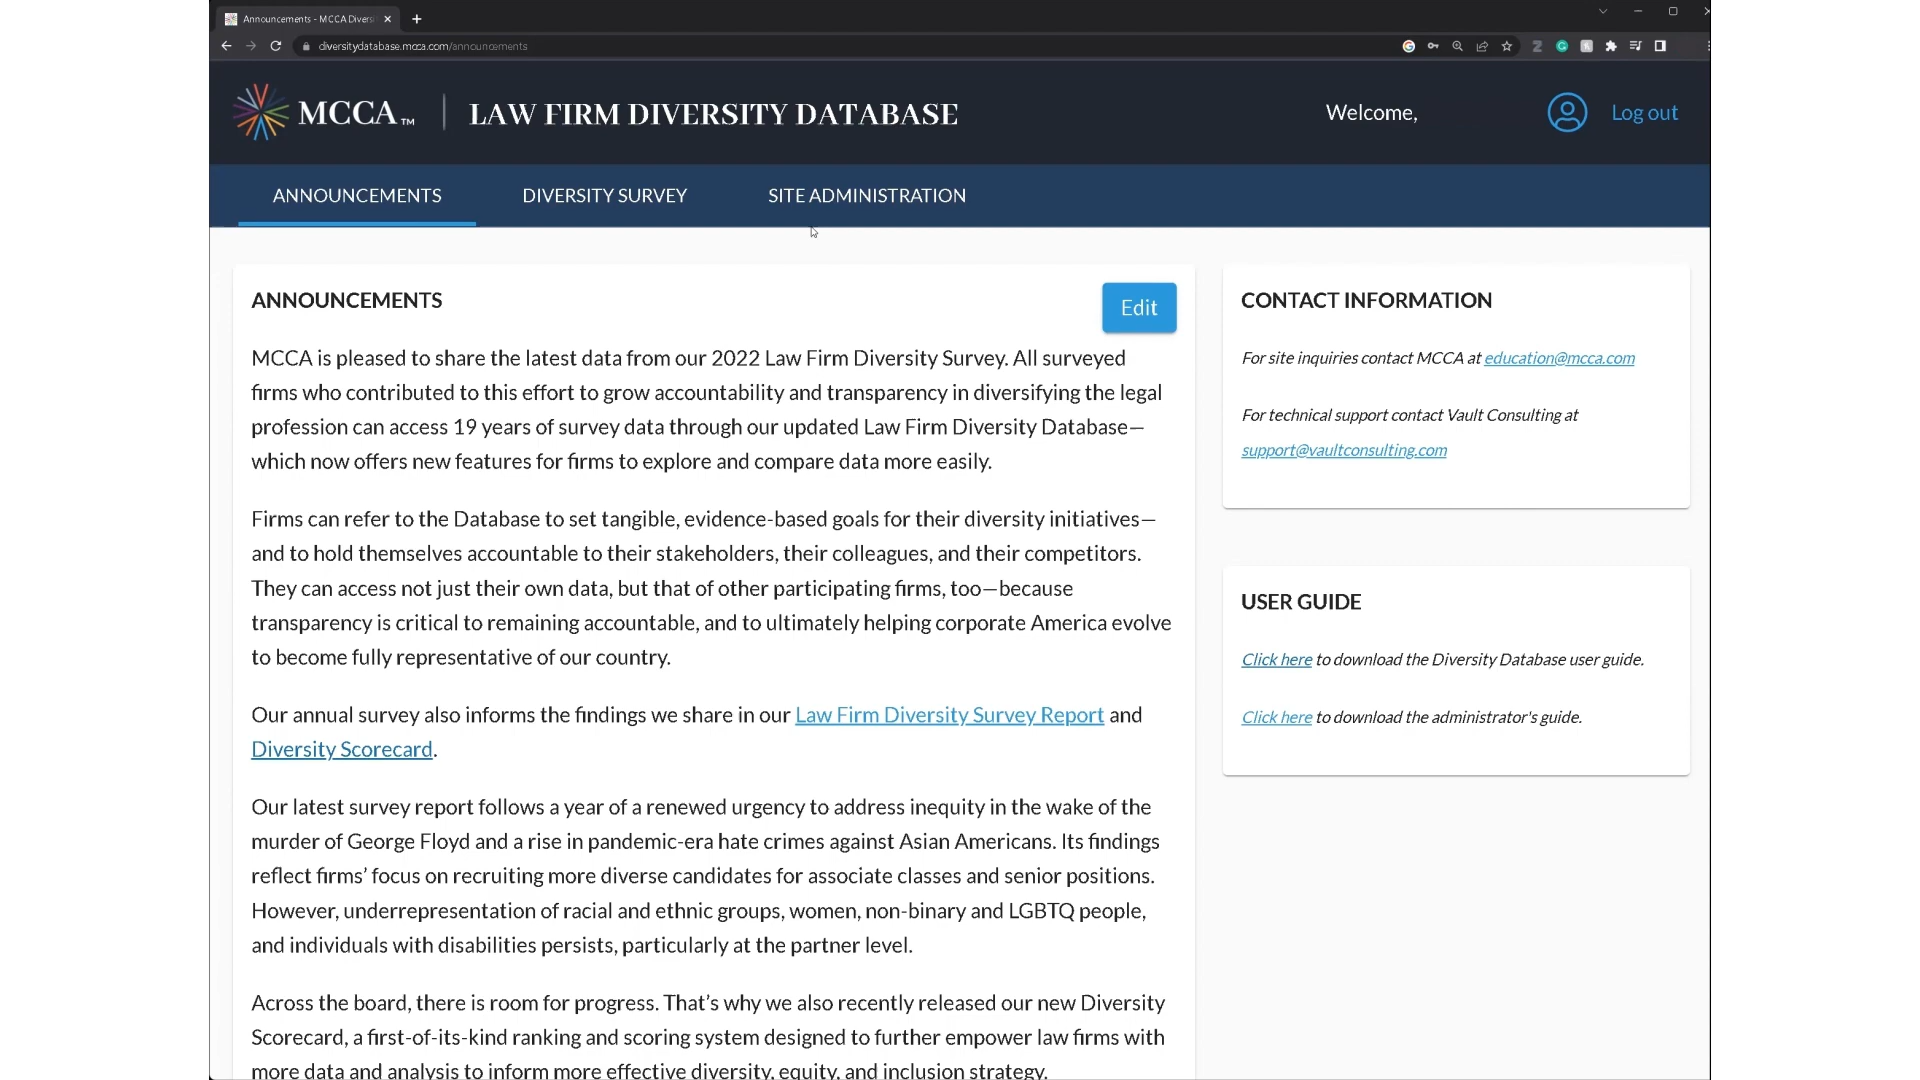 Announcements - MCCA Divers
diversitydatabase.mcca.com/announcements
MCCA™ | LAW FIRM DIVERSITY DATABASE
Welcome,
Log out
ANNOUNCEMENTS
DIVERSITY SURVEY
SITE ADMINISTRATION
ANNOUNCEMENTS
Edit
MCCA is pleased to share the latest data from our 2022 Law Firm Diversity Survey. All surveyed
firms who contributed to this effort to grow accountability and transparency in diversifying the legal
profession can access 19 years of survey data through our updated Law Firm Diversity Database—
which now offers new features for firms to explore and compare data more easily.
Firms can refer to the Database to set tangible, evidence-based goals for their diversity initiatives—
and to hold themselves accountable to their stakeholders, their colleagues, and their competitors.
They can access not just their own data, but that of other participating firms, too—because
transparency is critical to remaining accountable, and to ultimately helping corporate America evolve
to become fully representative of our country.
Our annual survey also informs the findings we share in our Law Firm Diversity Survey Report and
Diversity Scorecard.
Our latest survey report follows a year of a renewed urgency to address inequity in the wake of the
murder of George Floyd and a rise in pandemic-era hate crimes against Asian Americans. Its findings
reflect firms’ focus on recruiting more diverse candidates for associate classes and senior positions.
However, underrepresentation of racial and ethnic groups, women, non-binary and LGBTQ people,
and individuals with disabilities persists, particularly at the partner level.
Across the board, there is room for progress. That’s why we also recently released our new Diversity
Scorecard, a first-of-its-kind ranking and scoring system designed to further empower law firms with
more data and analysis to inform more effective diversity, equity, and inclusion strategy.
CONTACT INFORMATION
For site inquiries contact MCCA at education@mcca.com
For technical support contact Vault Consulting at
support@vaultconsulting.com
USER GUIDE
Click here to download the Diversity Database user guide.
Click here to download the administrator's guide.